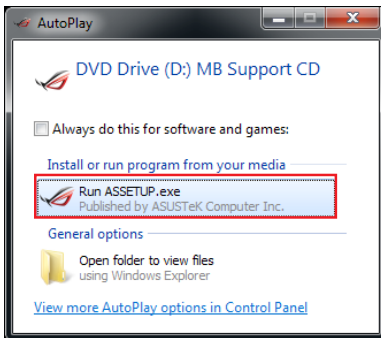 AutoPlay
DVD Drive (D:) MB Support CD
Always do this for software and games:
Install or run program from your media
Run ASSETUP.exe
Published by ASUSTeK Computer Inc.
General options
Open folder to view files
using Windows Explorer
View more AutoPlay options in Control Panel